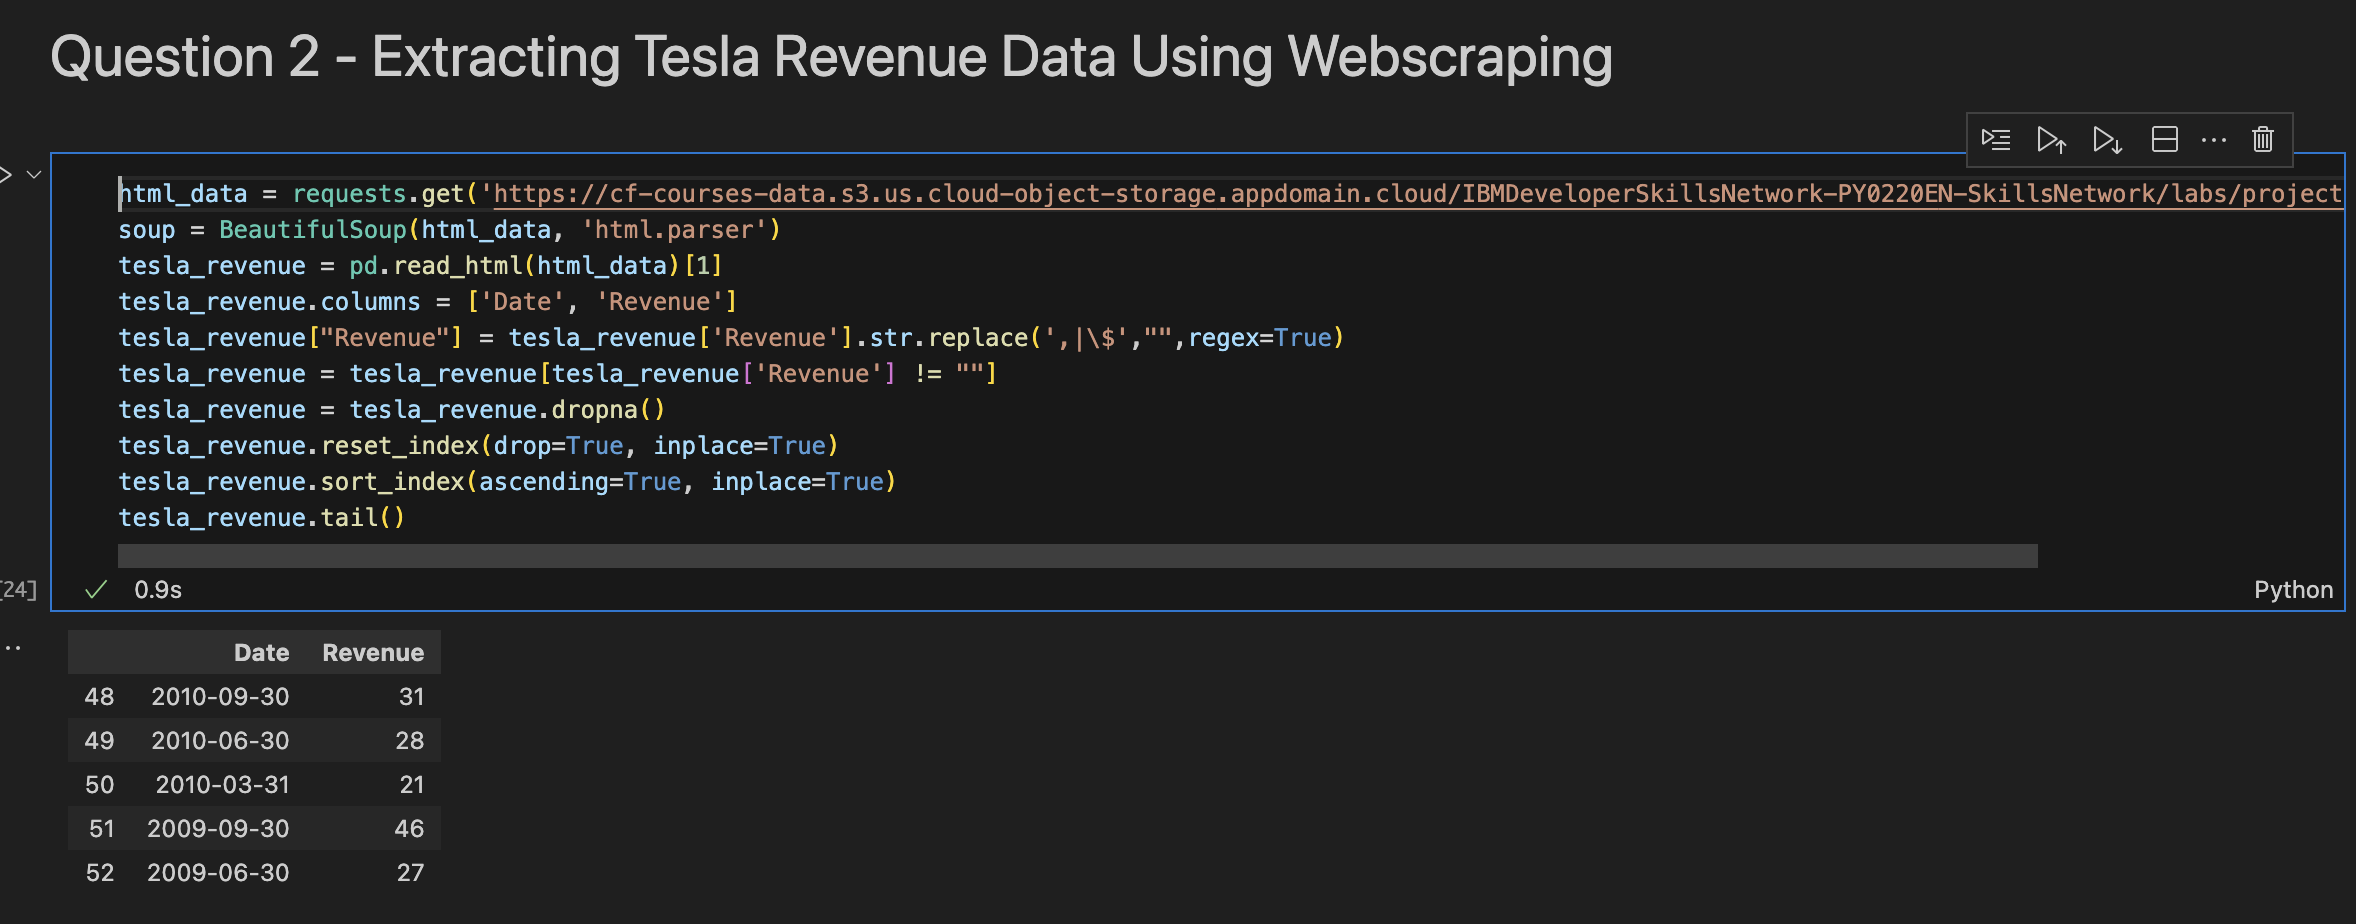 Question 2 - Extracting Tesla Revenue Data Using Webscraping
html_data = requests.get('https://cf-courses-data.s3.us.cloud-object-storage.appdomain.cloud/IBMDeveloperSkillsNetwork-PY0220EN-SkillsNetwork/labs/project
soup = BeautifulSoup(html_data, 'html.parser')
tesla_revenue = pd.read_html(html_data)[1]
tesla_revenue.columns = ['Date', 'Revenue']
tesla_revenue["Revenue"] = tesla_revenue['Revenue'].str.replace(',|\$',"",regex=True)
tesla_revenue = tesla_revenue[tesla_revenue['Revenue'] != ""]
tesla_revenue = tesla_revenue.dropna()
tesla_revenue.reset_index(drop=True, inplace=True)
tesla_revenue.sort_index(ascending=True, inplace=True)
tesla_revenue.tail()
[24] 0.9s Python
Date Revenue
48 2010-09-30 31
49 2010-06-30 28
50 2010-03-31 21
51 2009-09-30 46
52 2009-06-30 27